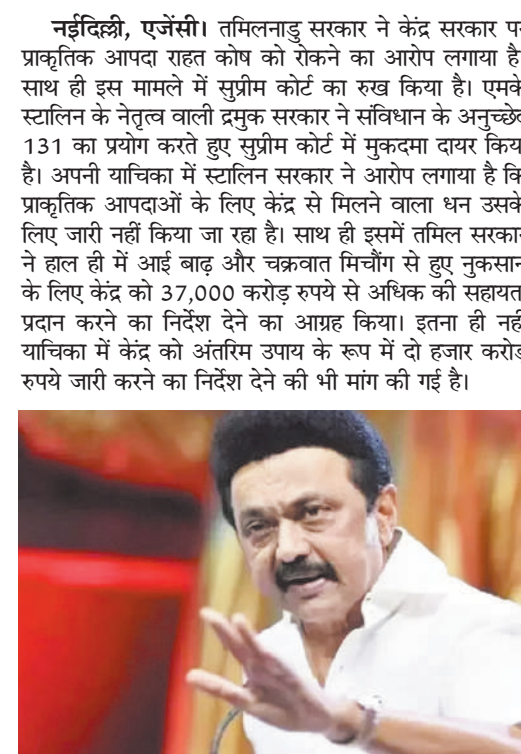 नईदिल्ली, एजेंसी। तमिलनाडु सरकार ने केंद्र सरकार पर
प्राकृतिक आपदा राहत कोष को रोकने का आरोप लगाया है
साथ ही इस मामले में सुप्रीम कोर्ट का रुख किया है। एमके
स्टालिन के नेतृत्व वाली द्रमुक सरकार ने संविधान के अनुच्छेद
131 का प्रयोग करते हुए सुप्रीम कोर्ट में मुकदमा दायर किया
है। अपनी याचिका में स्टालिन सरकार ने आरोप लगाया है कि
प्राकृतिक आपदाओं के लिए केंद्र से मिलने वाला धन उसके
लिए जारी नहीं किया जा रहा है। साथ ही इसमें तमिल सरकार
ने हाल ही में आई बाढ़ और चक्रवात मिचौंग से हुए नुकसान
के लिए केंद्र को 37,000 करोड़ रुपये से अधिक की सहायता
प्रदान करने का निर्देश देने का आग्रह किया। इतना ही नहीं
याचिका में केंद्र को अंतरिम उपाय के रूप में दो हजार करोड़
रुपये जारी करने का निर्देश देने की भी मांग की गई है।